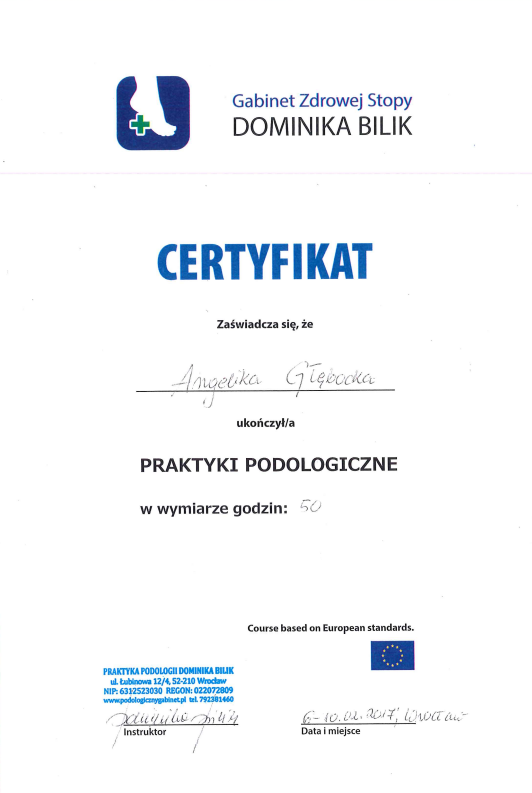 Gabinet Zdrowej Stopy
DOMINIKA BILIK
CERTYFIKAT
Zaświadcza się, że
Angelika Głębocka
ukończył/a
PRAKTYKI PODOLOGICZNE
w wymiarze godzin: 50
Course based on European standards.
PRAKTYKA PODOLOGII DOMINIKA BILIK
ul. Łubinowa 12/4, 52-210 Wrocław
NIP: 6312523030 REGON: 022072809
www.podologicznygabinet.pl tel. 792381460
Dominika Bilik
6-10.02.2017, Wrocław
Instruktor
Data i miejsce